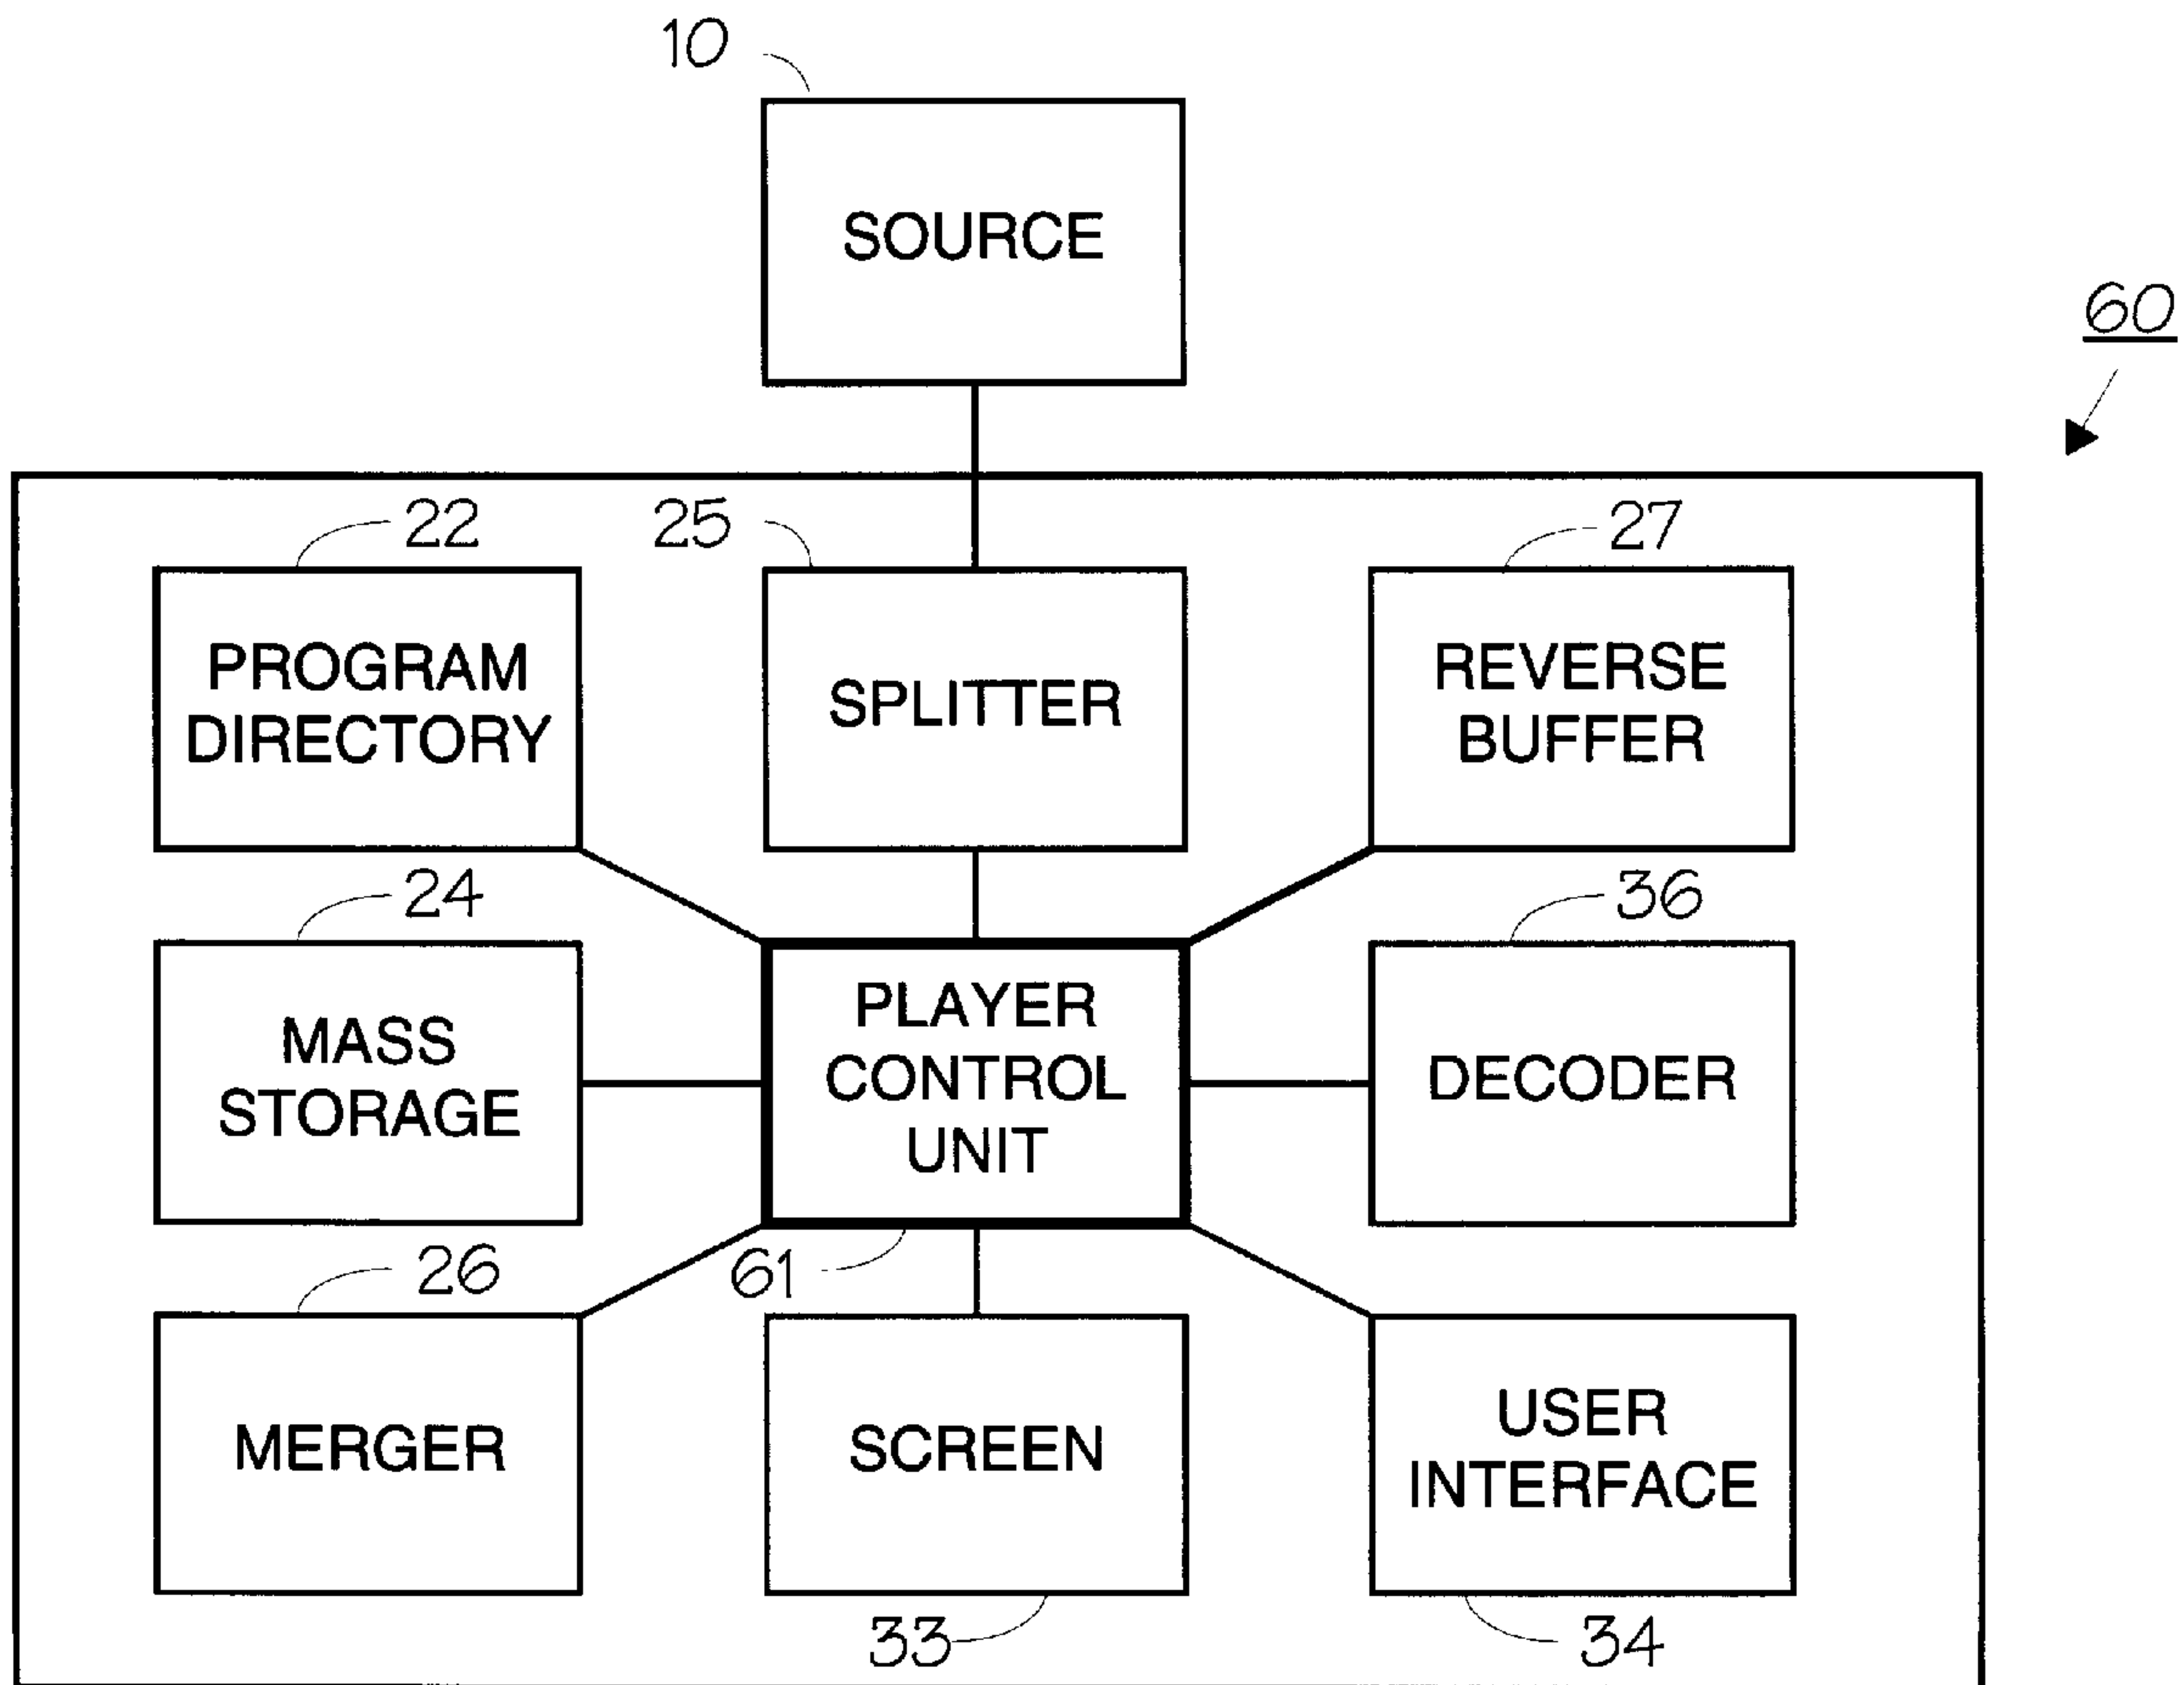 10
SOURCE
60
22
25
27
PROGRAM
DIRECTORY
SPLITTER
REVERSE
BUFFER
24
36
MASS
STORAGE
PLAYER
CONTROL
UNIT
DECODER
26
61
MERGER
SCREEN
USER
INTERFACE
33
34